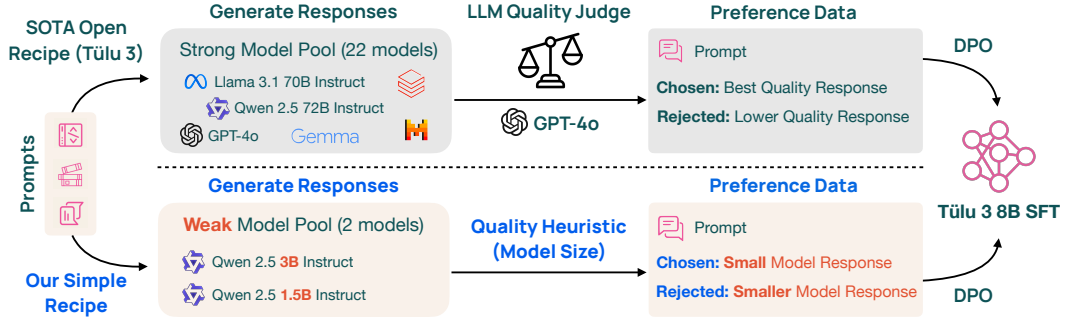 SOTA Open
Recipe (Tülu 3)
Prompts
Our Simple
Recipe
Generate Responses
Strong Model Pool (22 models)
Llama 3.1 70B Instruct
Qwen 2.5 72B Instruct
GPT-4o
Gemma
LLM Quality Judge
GPT-4o
Preference Data
Prompt
Chosen: Best Quality Response
Rejected: Lower Quality Response
DPO
Generate Responses
Weak Model Pool (2 models)
Qwen 2.5 3B Instruct
Qwen 2.5 1.5B Instruct
Quality Heuristic
(Model Size)
Preference Data
Prompt
Chosen: Small Model Response
Rejected: Smaller Model Response
DPO
Tülu 3 8B SFT